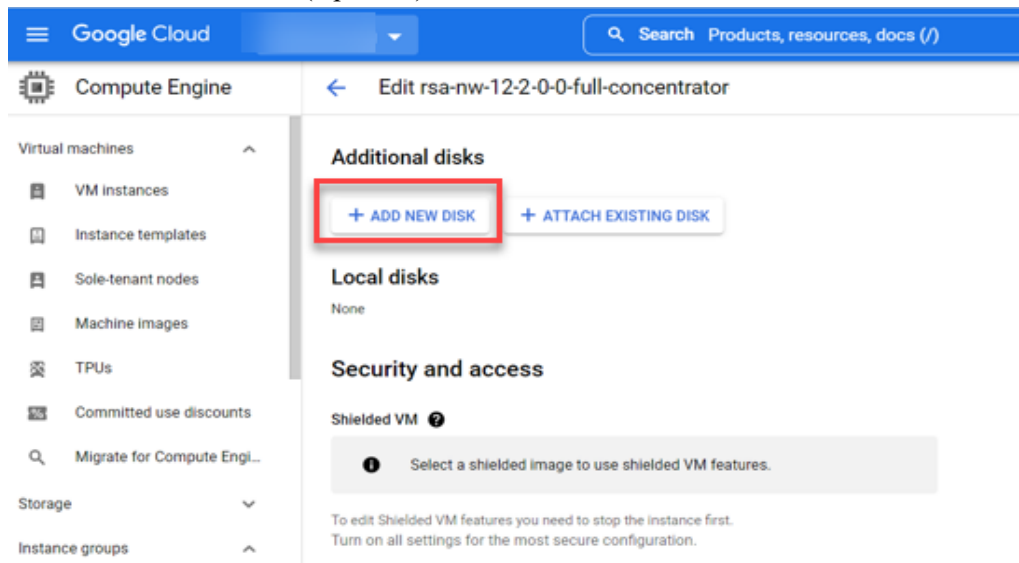 Google Cloud
Search Products, resources, docs (/)
Compute Engine
Edit rsa-nw-12-2-0-0-full-concentrator
Virtual machines
VM instances
Instance templates
Sole-tenant nodes
Machine images
TPUs
Committed use discounts
Migrate for Compute Engi...
Storage
Instance groups
Additional disks
+ ADD NEW DISK
+ ATTACH EXISTING DISK
Local disks
None
Security and access
Shielded VM
Select a shielded image to use shielded VM features.
To edit Shielded VM features you need to stop the instance first.
Turn on all settings for the most secure configuration.